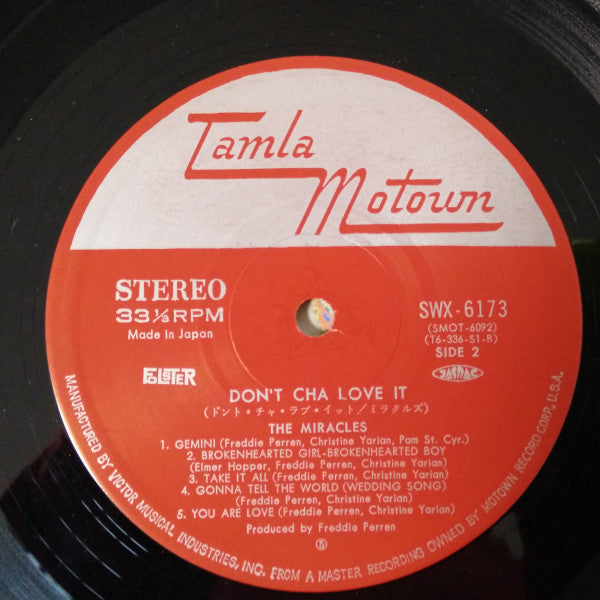 Tamla
Motown
STEREO
33⅓RPM
Made in Japan
SWX-6173
(SMOT-6092)
(T6-336-S1-B)
SIDE 2
FOLSTER
JASRAC
DON'T CHA LOVE IT
(ドント・チャ・ラブ・イット/ミラクルズ)
THE MIRACLES
1. GEMINI (Freddie Perren, Christine Yarian, Pam St. Cyr.)
2. BROKENHEARTED GIRL-BROKENHEARTED BOY
(Elmer Hopper, Freddie Perren, Christine Yarian)
3. TAKE IT ALL (Freddie Perren, Christine Yarian)
4. GONNA TELL THE WORLD (WEDDING SONG)
(Freddie Perren, Christine Yarian)
5. YOU ARE LOVE (Freddie Perren, Christine Yarian)
Produced by Freddie Perren
MANUFACTURED BY VICTOR MUSICAL INDUSTRIES, INC. FROM A MASTER RECORDING OWNED BY MOTOWN RECORD CORP., U.S.A.